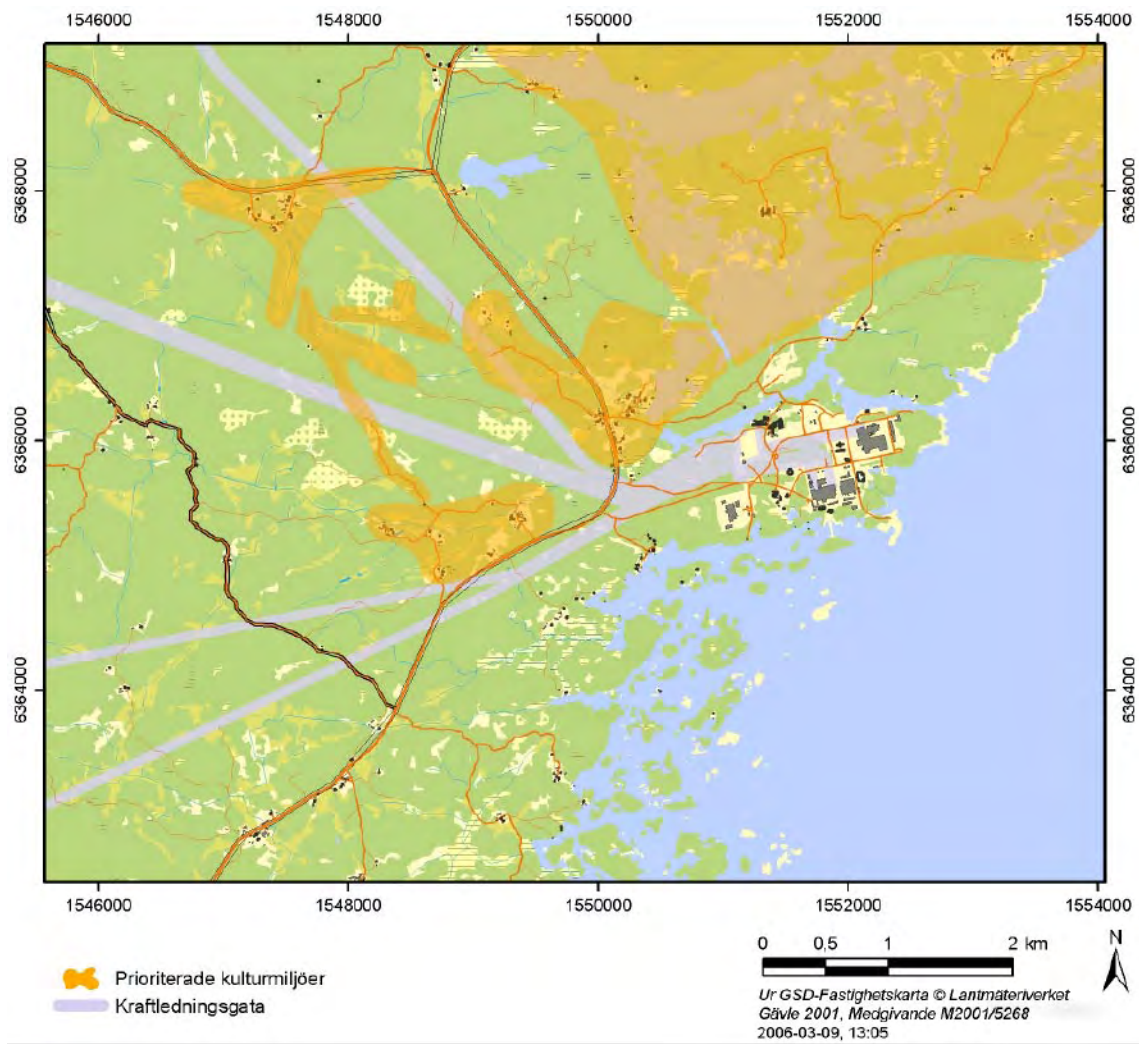 1546000 1548000 1550000 1552000 1554000
6368000 6368000
6366000 6366000
6364000 6364000
1546000 1548000 1550000 1552000 1554000
0 0,5 1 2 km
N
Prioriterade kulturmiljöer
Kraftledningsgata
Ur GSD-Fastighetskarta © Lantmäteriverket
Gävle 2001, Medgivande M2001/5268
2006-03-09, 13:05